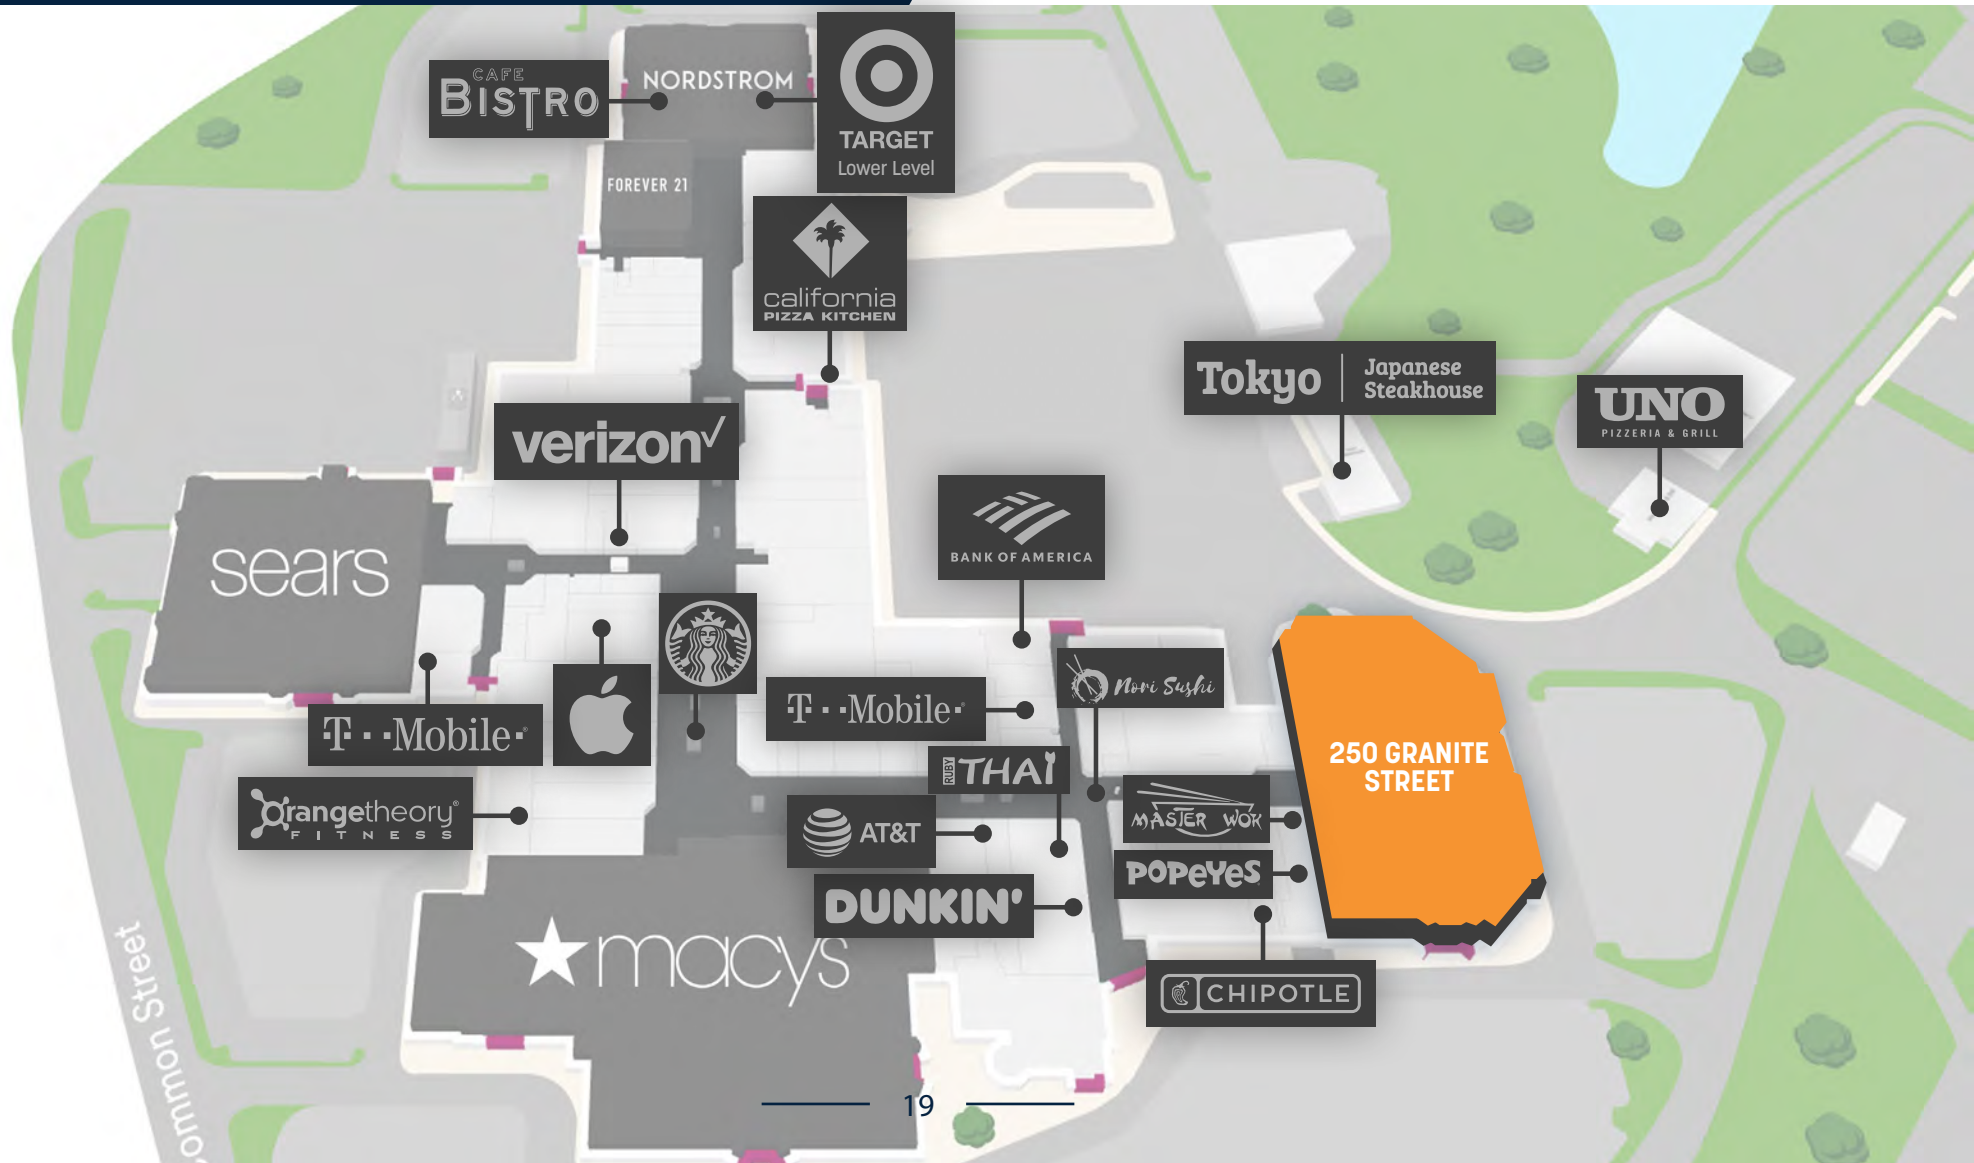 CAFE
BISTRO
NORDSTROM
TARGET
Lower Level
FOREVER 21
california
PIZZA KITCHEN
Tokyo
Japanese
Steakhouse
UNO
PIZZERIA & GRILL
verizon
BANK OF AMERICA
sears
T··Mobile·®
T··Mobile·®
Nori Sushi
250 GRANITE
STREET
RUBY
THAI
orangetheory®
FITNESS
AT&T
MASTER WOK
POPEYES
DUNKIN'
macys
CHIPOTLE
Common Street
19